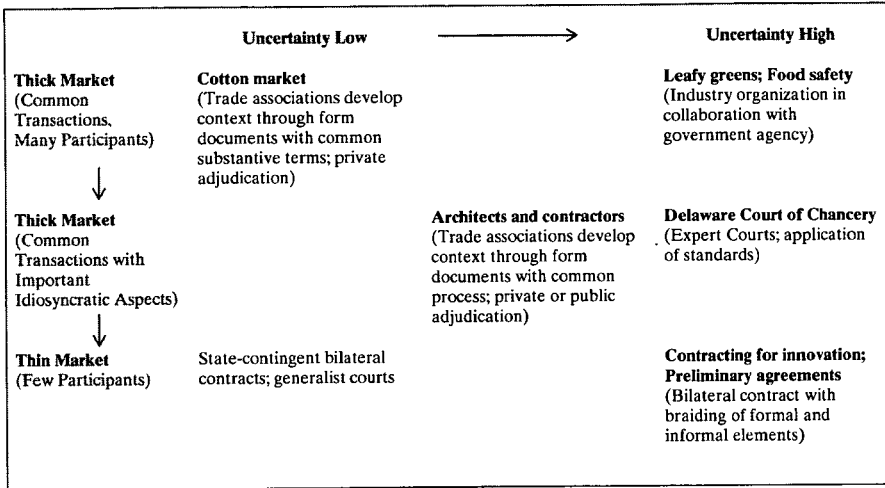 Uncertainty Low
Uncertainty High
Thick Market
(Common
Transactions,
Many Participants)
Cotton market
(Trade associations develop
context through form
documents with common
substantive terms; private
adjudication)
Leafy greens; Food safety
(Industry organization in
collaboration with
government agency)
Thick Market
(Common
Transactions with
Important
Idiosyncratic Aspects)
Architects and contractors
(Trade associations develop
context through form
documents with common
process; private or public
adjudication)
Delaware Court of Chancery
(Expert Courts; application
of standards)
Thin Market
(Few Participants)
State-contingent bilateral
contracts; generalist courts
Contracting for innovation;
Preliminary agreements
(Bilateral contract with
braiding of formal and
informal elements)